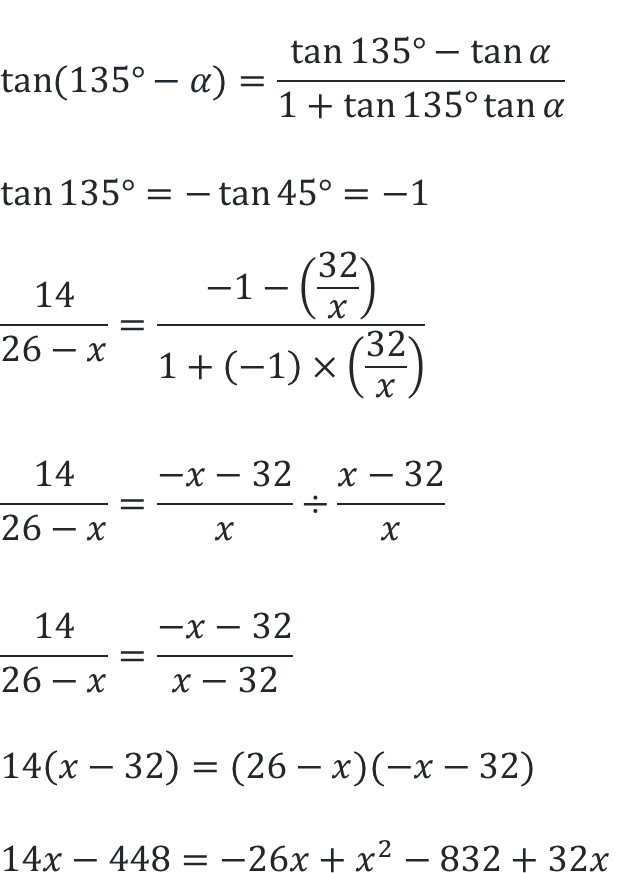 tan(135° − α) = (tan 135° − tan α)/(1 + tan 135° tan α)
tan 135° = − tan 45° = −1
14/(26 − x) = (−1 − (32/x))/(1 + (−1) × (32/x))
14/(26 − x) = (−x − 32)/x ÷ (x − 32)/x
14/(26 − x) = (−x − 32)/(x − 32)
14(x − 32) = (26 − x)(−x − 32)
14x − 448 = −26x + x² − 832 + 32x